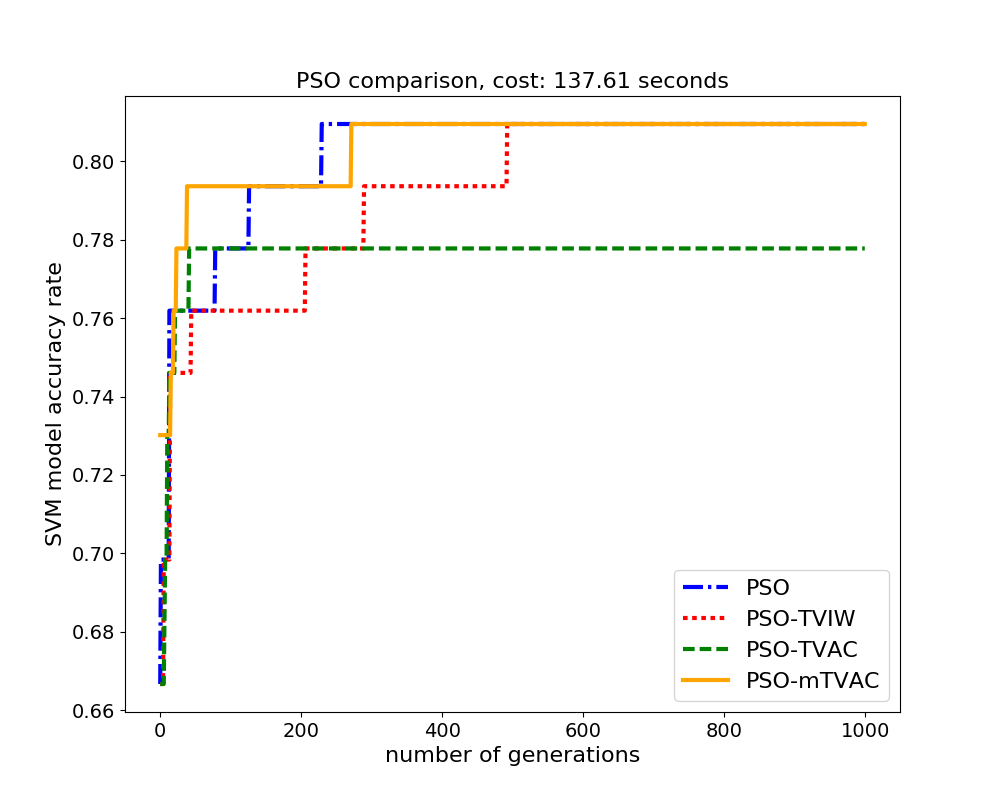 PSO comparison, cost: 137.61 seconds
SVM model accuracy rate
0.80
0.78
0.76
0.74
0.72
0.70
0.68
0.66
0 200 400 600 800 1000
number of generations
PSO
PSO-TVIW
PSO-TVAC
PSO-mTVAC